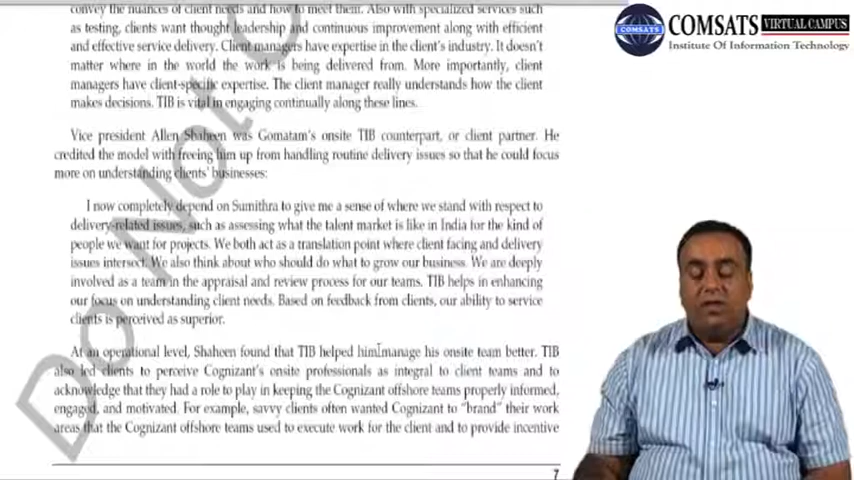 convey the nuances of client needs and how to meet them. Also with specialized services such
as testing, clients want thought leadership and continuous improvement along with efficient
and effective service delivery. Client managers have expertise in the client's industry. It doesn't
matter where in the world the work is being delivered from. More importantly, client
managers have client-specific expertise. The client manager really understands how the client
makes decisions. TIB is vital in engaging continually along these lines.
Vice president Allen Shaheen was Gomatam's onsite TIB counterpart, or client partner. He
credited the model with freeing him up from handling routine delivery issues so that he could focus
more on understanding clients' businesses:
I now completely depend on Sumithra to give me a sense of where we stand with respect to
delivery-related issues, such as assessing what the talent market is like in India for the kind of
people we want for projects. We both act as a translation point where client facing and delivery
issues intersect. We also think about who should do what to grow our business. We are deeply
involved as a team in the appraisal and review process for our teams. TIB helps in enhancing
our focus on understanding client needs. Based on feedback from clients, our ability to service
clients is perceived as superior.
At an operational level, Shaheen found that TIB helped him manage his onsite team better. TIB
also led clients to perceive Cognizant's onsite professionals as integral to client teams and to
acknowledge that they had a role to play in keeping the Cognizant offshore teams properly informed,
engaged, and motivated. For example, savvy clients often wanted Cognizant to "brand" their work
areas that the Cognizant offshore teams used to execute work for the client and to provide incentive
7
Do Not C
COMSATS VIRTUAL CAMPUS
Institute Of Information Technology